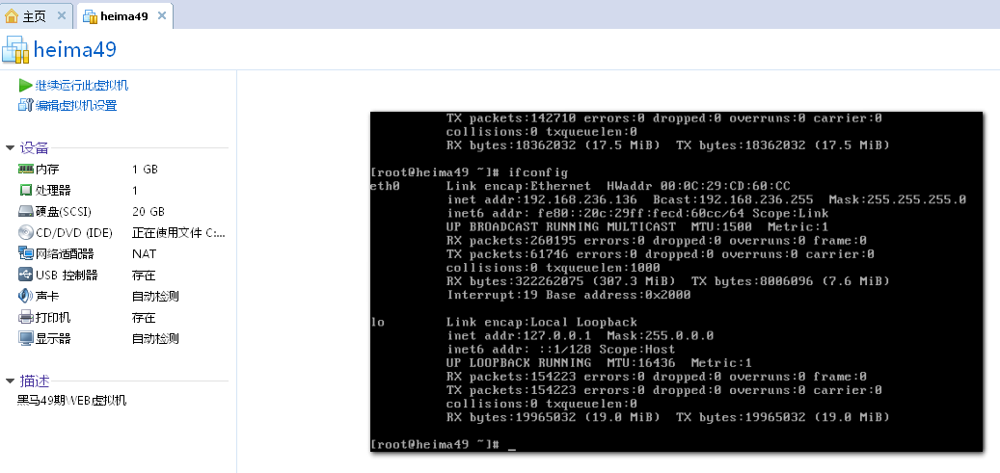 主页
heima49
heima49
继续运行此虚拟机
编辑虚拟机设置
设备
内存 1 GB
处理器 1
硬盘(SCSI) 20 GB
CD/DVD (IDE) 正在使用文件 C:...
网络适配器 NAT
USB 控制器 存在
声卡 自动检测
打印机 存在
显示器 自动检测
描述
黑马49期WEB虚拟机
TX packets:142710 errors:0 dropped:0 overruns:0 carrier:0
collisions:0 txqueuelen:0
RX bytes:18362032 (17.5 MiB)  TX bytes:18362032 (17.5 MiB)
[root@heima49 ~]# ifconfig
eth0 Link encap:Ethernet  HWaddr 00:0C:29:CD:60:CC
inet addr:192.168.236.136  Bcast:192.168.236.255  Mask:255.255.255.0
inet6 addr: fe80::20c:29ff:fecd:60cc/64 Scope:Link
UP BROADCAST RUNNING MULTICAST  MTU:1500  Metric:1
RX packets:260195 errors:0 dropped:0 overruns:0 frame:0
TX packets:61746 errors:0 dropped:0 overruns:0 carrier:0
collisions:0 txqueuelen:1000
RX bytes:322262075 (307.3 MiB)  TX bytes:8006096 (7.6 MiB)
Interrupt:19 Base address:0x2000
lo Link encap:Local Loopback
inet addr:127.0.0.1  Mask:255.0.0.0
inet6 addr: ::1/128 Scope:Host
UP LOOPBACK RUNNING  MTU:16436  Metric:1
RX packets:154223 errors:0 dropped:0 overruns:0 frame:0
TX packets:154223 errors:0 dropped:0 overruns:0 carrier:0
collisions:0 txqueuelen:0
RX bytes:19965032 (19.0 MiB)  TX bytes:19965032 (19.0 MiB)
[root@heima49 ~]# _